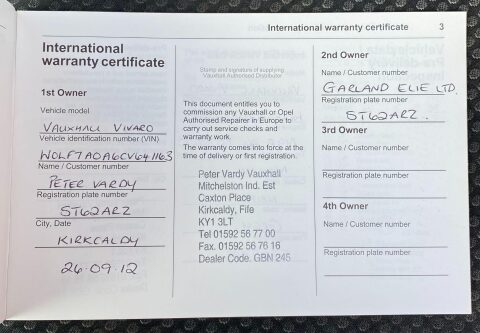 International warranty certificate 3
International
warranty certificate
1st Owner
Vehicle model
VAUXHALL VIVARO
Vehicle identification number (VIN)
W0LF7A0A6CV641163
Name / Customer number
PETER VARDY
Registration plate number
ST62ARZ
City, Date
KIRKCALDY
26.09.12
Stamp and signature of supplying
Vauxhall Authorised Distributor
This document entitles you to
commission any Vauxhall or Opel
Authorised Repairer in Europe to
carry out service checks and
warranty work.
The warranty comes into force at the
time of delivery or first registration.
Peter Vardy Vauxhall
Mitchelston Ind. Est
Caxton Place
Kirkcaldy, Fife
KY1 3LT
Tel 01592 56 77 00
Fax. 01592 56 76 16
Dealer Code. GBN 245
2nd Owner
Name / Customer number
GARLAND ELIE LTD.
Registration plate number
ST62ARZ.
3rd Owner
Name / Customer number
Registration plate number
4th Owner
Name / Customer number
Registration plate number